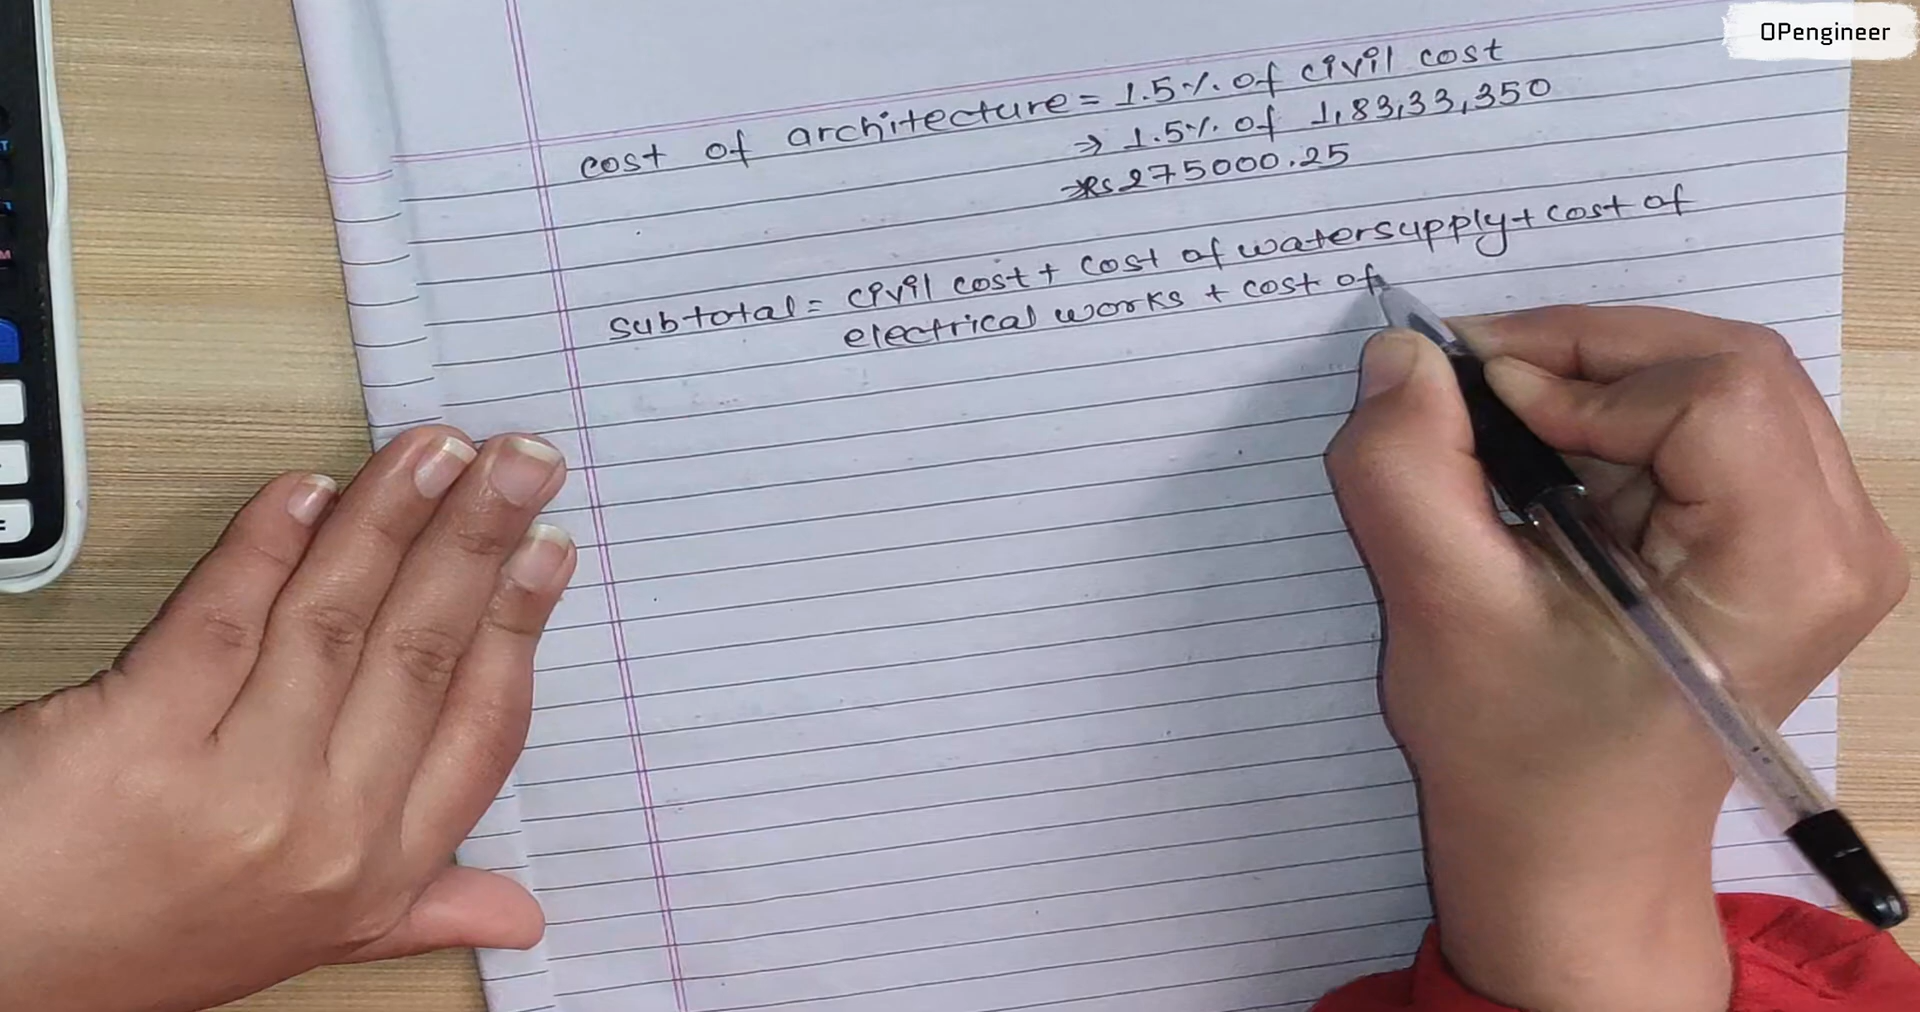 OPengineer
cost of architecture = 1.5% of civil cost
→ 1.5% of 1,83,33,350
→ Rs 275000.25
Subtotal = civil cost + cost of watersupply + cost of
electrical works + cost of